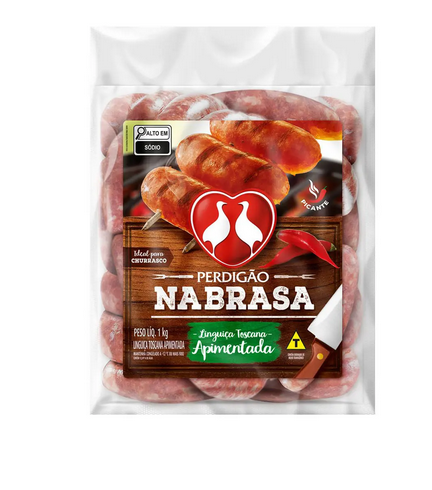 ALTO EM
SÓDIO
PICANTE
Ideal para
CHURRASCO
PERDIGÃO
NABRASA
PESO LÍQ. 1 kg
LINGUIÇA TOSCANA APIMENTADA
Linguiça Toscana
Apimentada
T